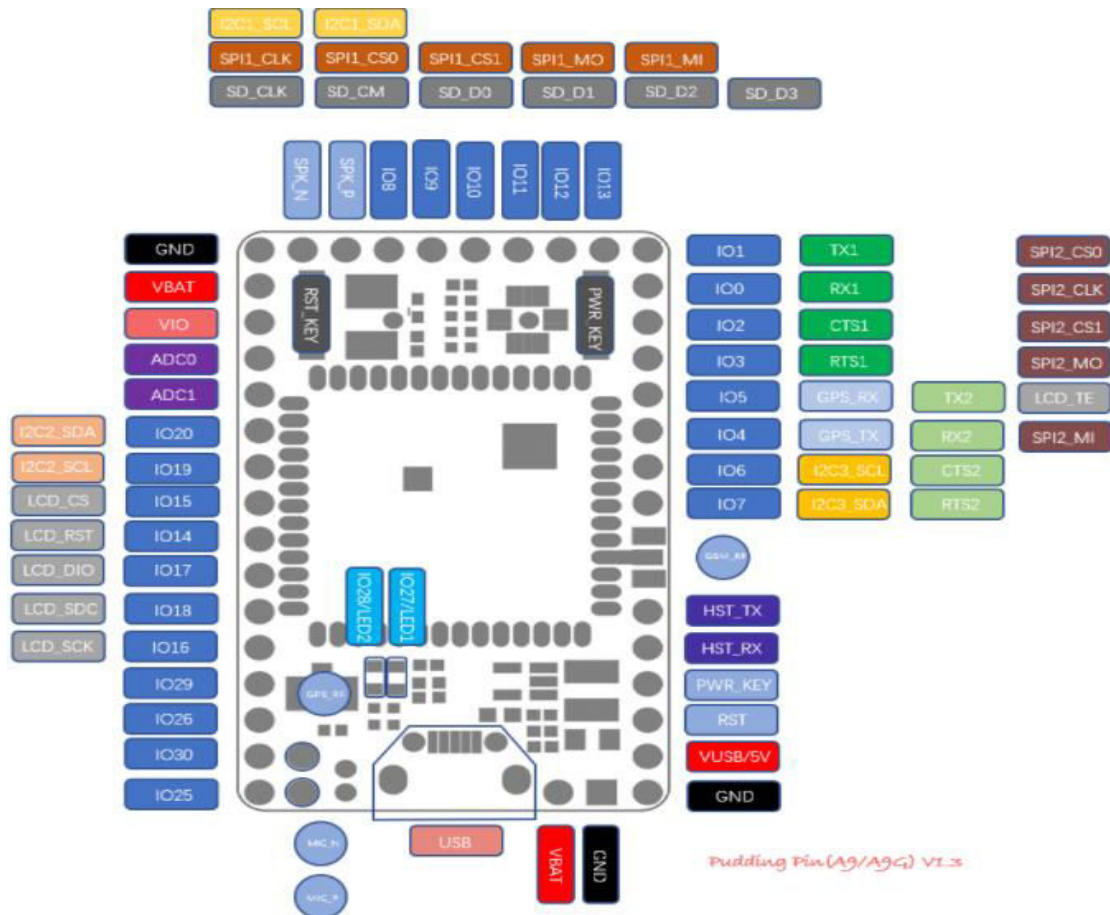 I2C1_SCL I2C1_SDA
SPI1_CLK SPI1_CS0 SPI1_CS1 SPI1_MO SPI1_MI
SD_CLK SD_CM SD_D0 SD_D1 SD_D2 SD_D3
SPK_N SPK_P IO8 IO9 IO10 IO11 IO12 IO13
GND IO1 TX1 SPI2_CS0
VBAT RST_KEY PWR_KEY IO0 RX1 SPI2_CLK
VIO IO2 CTS1 SPI2_CS1
ADC0 IO3 RTS1 SPI2_MO
ADC1 IO5 GPS_RX TX2 LCD_TE
I2C2_SDA IO20 IO4 GPS_TX RX2 SPI2_MI
I2C2_SCL IO19 IO6 I2C3_SCL CTS2
LCD_CS IO15 IO7 I2C3_SDA RTS2
LCD_RST IO14 GSM_RF
LCD_DIO IO17
LCD_SDC IO18 IO28/LED2 IO27/LED1 HST_TX
LCD_SCK IO16 HST_RX
IO29 GPS_RF PWR_KEY
IO26 RST
IO30 VUSB/5V
IO25 GND
MIC_N USB VBAT GND
MIC_P
Pudding Pin(A9/A9G) V1.3